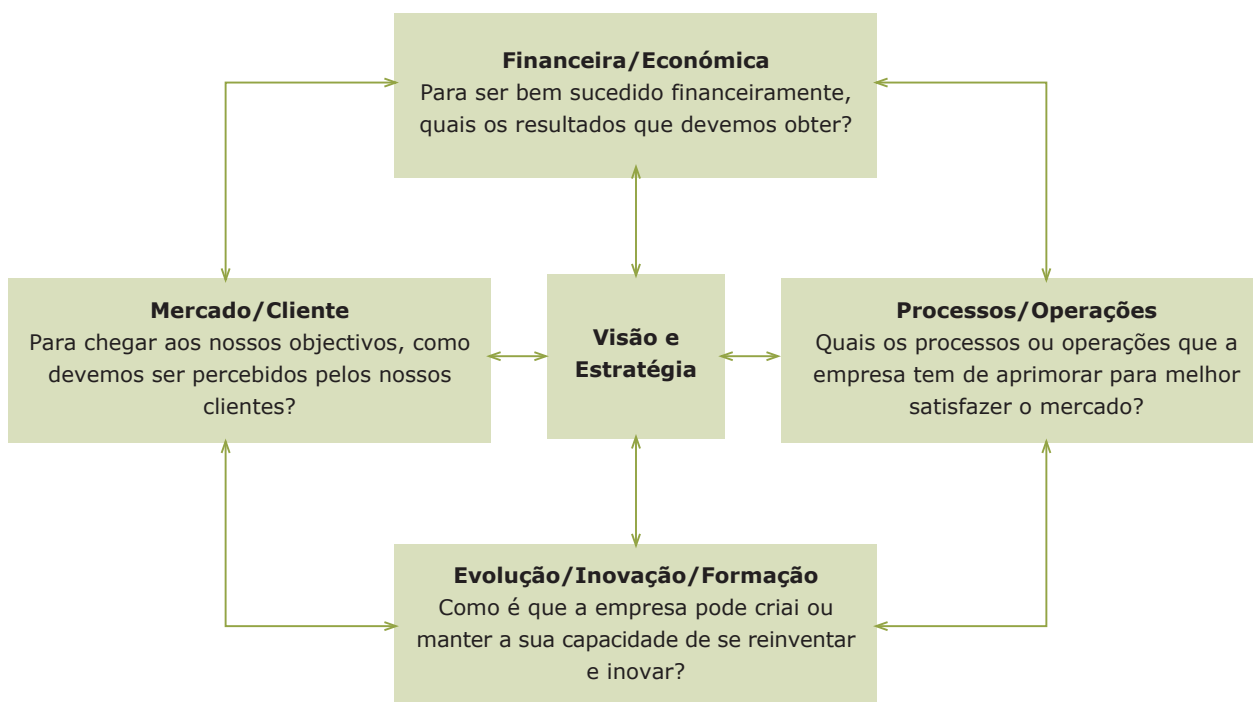 Financeira/Económica
Para ser bem sucedido financeiramente,
quais os resultados que devemos obter?
Mercado/Cliente
Para chegar aos nossos objectivos, como
devemos ser percebidos pelos nossos
clientes?
Visão e
Estratégia
Processos/Operações
Quais os processos ou operações que a
empresa tem de aprimorar para melhor
satisfazer o mercado?
Evolução/Inovação/Formação
Como é que a empresa pode criai ou
manter a sua capacidade de se reinventar
e inovar?